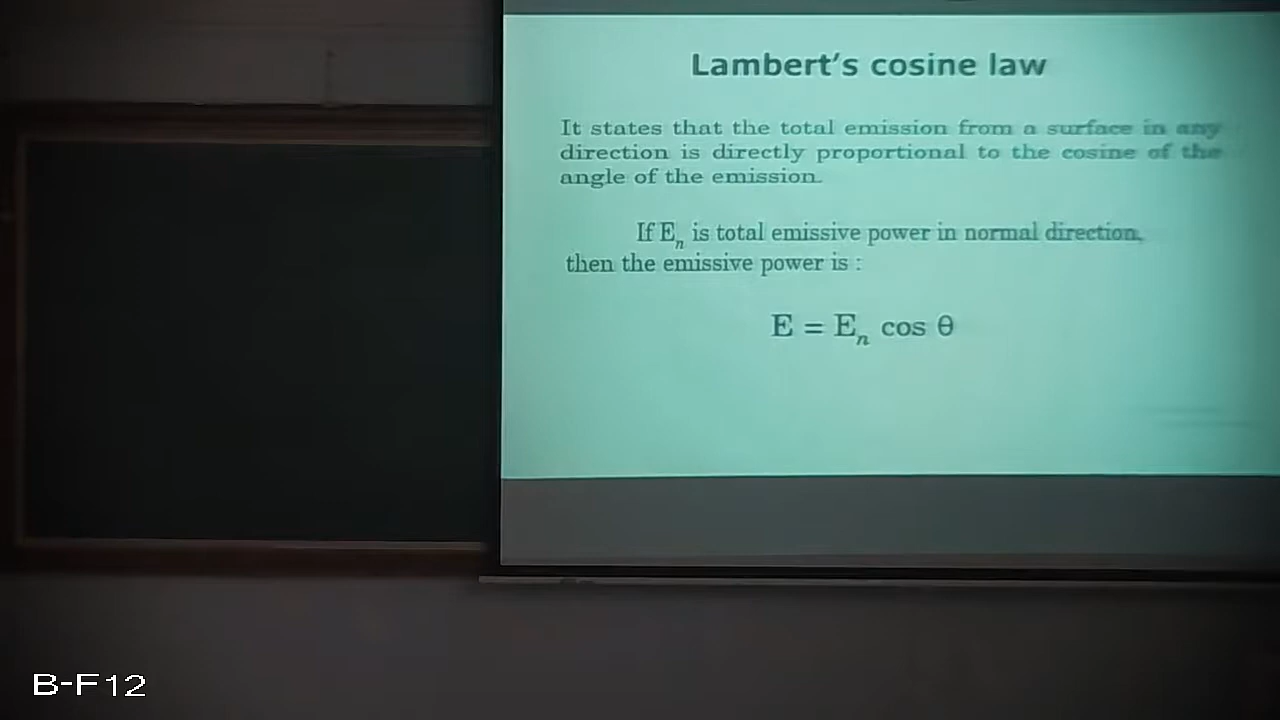 Lambert's cosine law
It states that the total emission from a surface in any
direction is directly proportional to the cosine of the
angle of the emission.
If Eₙ is total emissive power in normal direction,
then the emissive power is :
E = Eₙ cos θ
B-F12